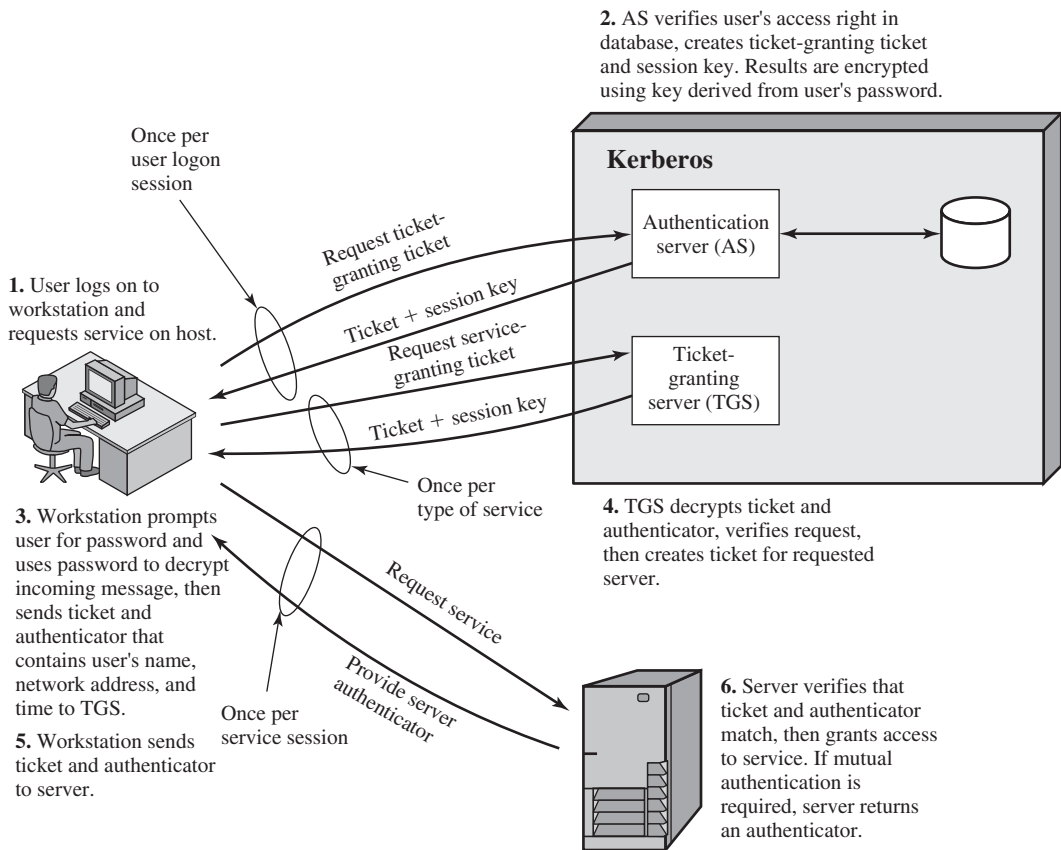 2. AS verifies user's access right in
database, creates ticket-granting ticket
and session key. Results are encrypted
using key derived from user's password.
Once per
user logon
session
Kerberos
Authentication
server (AS)
Request ticket-
granting ticket
1. User logs on to
workstation and
requests service on host.
Ticket + session key
Request service-
granting ticket
Ticket-
granting
server (TGS)
Ticket + session key
Once per
type of service
3. Workstation prompts
user for password and
uses password to decrypt
incoming message, then
sends ticket and
authenticator that
contains user's name,
network address, and
time to TGS.
4. TGS decrypts ticket and
authenticator, verifies request,
then creates ticket for requested
server.
Request service
Provide server
authenticator
Once per
service session
5. Workstation sends
ticket and authenticator
to server.
6. Server verifies that
ticket and authenticator
match, then grants access
to service. If mutual
authentication is
required, server returns
an authenticator.